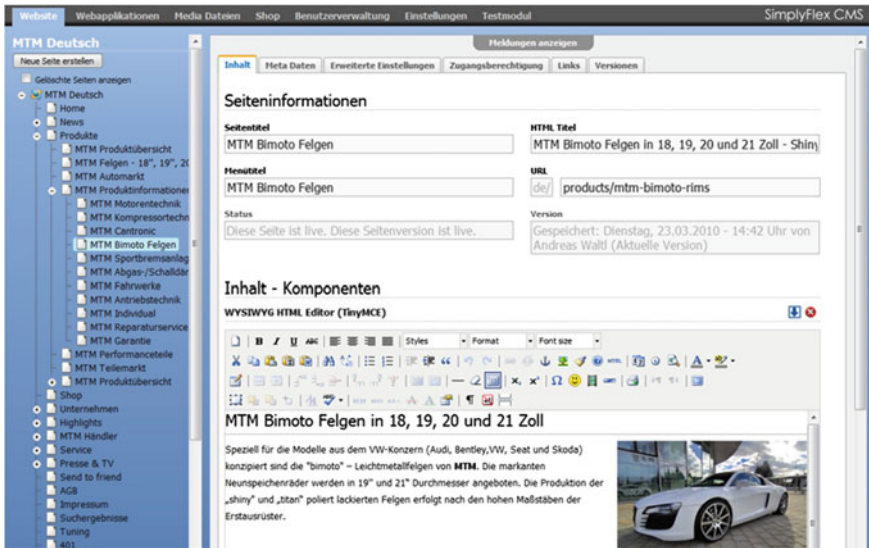 Website Webapplikationen Media Dateien Shop Benutzerverwaltung Einstellungen Testmodul SimplyFlex CMS
MTM Deutsch
Neue Seite erstellen
Gelöschte Seiten anzeigen
MTM Deutsch
Home
News
Produkte
MTM Produktübersicht
MTM Felgen - 18", 19", 20
MTM Automarkt
MTM Produktinformationen
MTM Motorentechnik
MTM Kompressortechn
MTM Cantronic
MTM Bimoto Felgen
MTM Sportbremsanlag
MTM Abgas-/Schalldär
MTM Fahrwerke
MTM Antriebstechnik
MTM Individual
MTM Reparaturservice
MTM Garantie
MTM Performanceteile
MTM Teilemarkt
MTM Produktübersicht
Shop
Unternehmen
Highlights
MTM Händler
Service
Presse & TV
Send to friend
AGB
Impressum
Suchergebnisse
Tuning
401
Meldungen anzeigen
Inhalt Meta Daten Erweiterte Einstellungen Zugangsberechtigung Links Versionen
Seiteninformationen
Seitentitel
MTM Bimoto Felgen
HTML Titel
MTM Bimoto Felgen in 18, 19, 20 und 21 Zoll - Shiny
Menütitel
MTM Bimoto Felgen
URL
de/ products/mtm-bimoto-rims
Status
Diese Seite ist live. Diese Seitenversion ist live.
Version
Gespeichert: Dienstag, 23.03.2010 - 14:42 Uhr von
Andreas Waltl (Aktuelle Version)
Inhalt - Komponenten
WYSIWYG HTML Editor (TinyMCE)
B I U ABC Styles Format Font size
MTM Bimoto Felgen in 18, 19, 20 und 21 Zoll
Speziell für die Modelle aus dem VW-Konzern (Audi, Bentley,VW, Seat und Skoda)
konzipiert sind die "bimoto" – Leichtmetallfelgen von MTM. Die markanten
Neunspeichenräder werden in 19" und 21" Durchmesser angeboten. Die Produktion der
„shiny" und „titan" poliert lackierten Felgen erfolgt nach den hohen Maßstäben der
Erstausrüster.